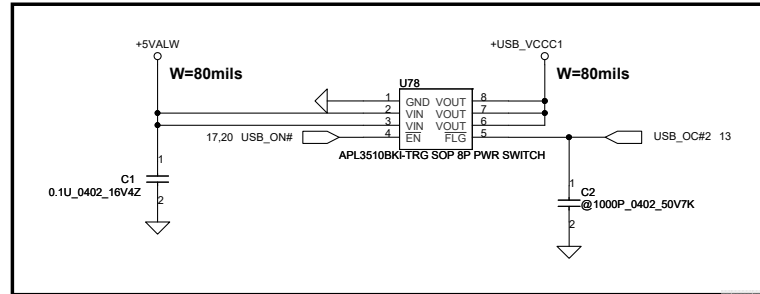 +5VALW
+USB_VCCC1
W=80mils
W=80mils
U78
1 GND VOUT 8
2 VIN VOUT 7
3 VIN VOUT 6
17,20 USB_ON# 4 EN FLG 5 USB_OC#2 13
APL3510BKI-TRG SOP 8P PWR SWITCH
1
C1
0.1U_0402_16V4Z
2
1
C2
@1000P_0402_50V7K
2